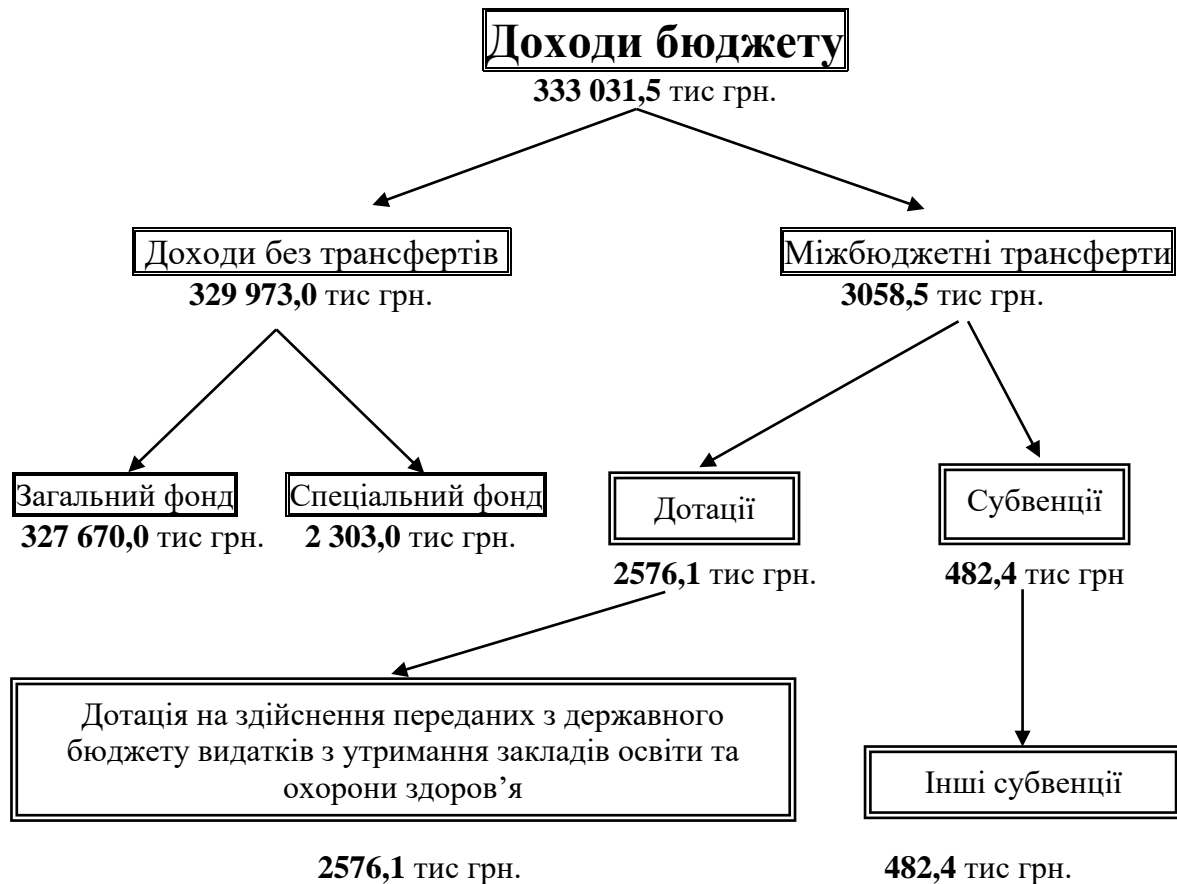 Доходи бюджету
333 031,5 тис грн.
Доходи без трансфертів
329 973,0 тис грн.
Міжбюджетні трансферти
3058,5 тис грн.
Загальний фонд
327 670,0 тис грн.
Спеціальний фонд
2 303,0 тис грн.
Дотації
2576,1 тис грн.
Субвенції
482,4 тис грн
Дотація на здійснення переданих з державного
бюджету видатків з утримання закладів освіти та
охорони здоров’я
2576,1 тис грн.
Інші субвенції
482,4 тис грн.